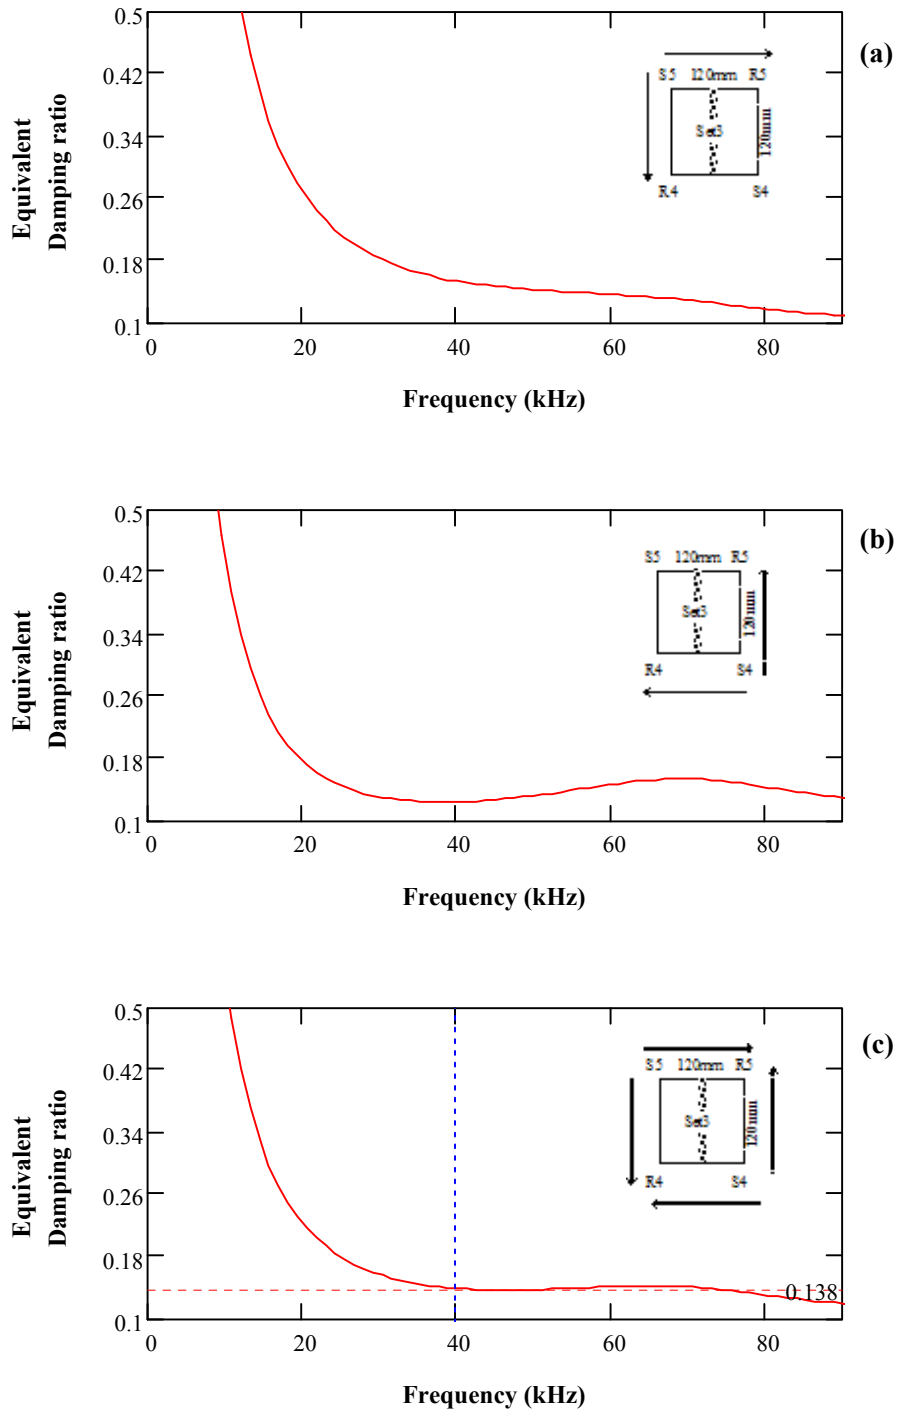 (a)
Equivalent
Damping ratio
0.5
0.42
0.34
0.26
0.18
0.1
S5 120mm R5
Set3
120mm
R4 S4
0 20 40 60 80
Frequency (kHz)
(b)
Equivalent
Damping ratio
0.5
0.42
0.34
0.26
0.18
0.1
S5 120mm R5
Set3
120mm
R4 S4
0 20 40 60 80
Frequency (kHz)
(c)
Equivalent
Damping ratio
0.5
0.42
0.34
0.26
0.18
0.1
S5 120mm R5
Set3
120mm
R4 S4
0.138
0 20 40 60 80
Frequency (kHz)